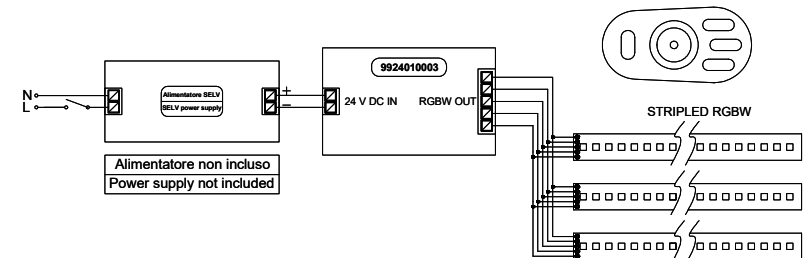 9924010003
N
L
Alimentatore SELV
SELV power supply
+
−
24 V DC IN
RGBW OUT
STRIPLED RGBW
Alimentatore non incluso
Power supply not included